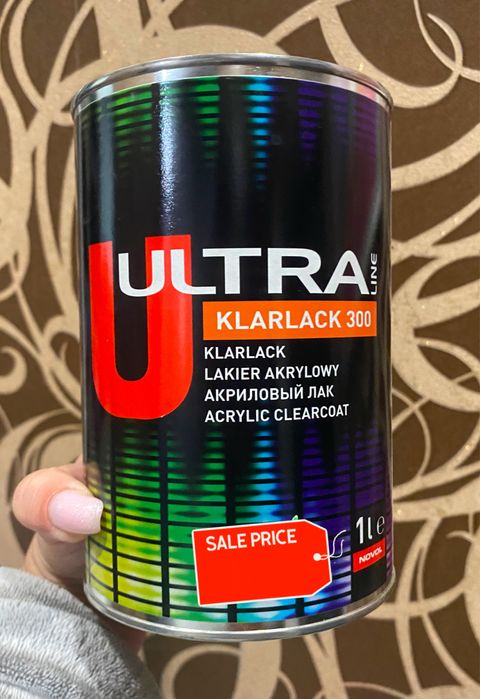 U
ULTRA
LINE
KLARLACK 300
KLARLACK
LAKIER AKRYLOWY
АКРИЛОВЫЙ ЛАК
ACRYLIC CLEARCOAT
SALE PRICE
1l e
NOVOL